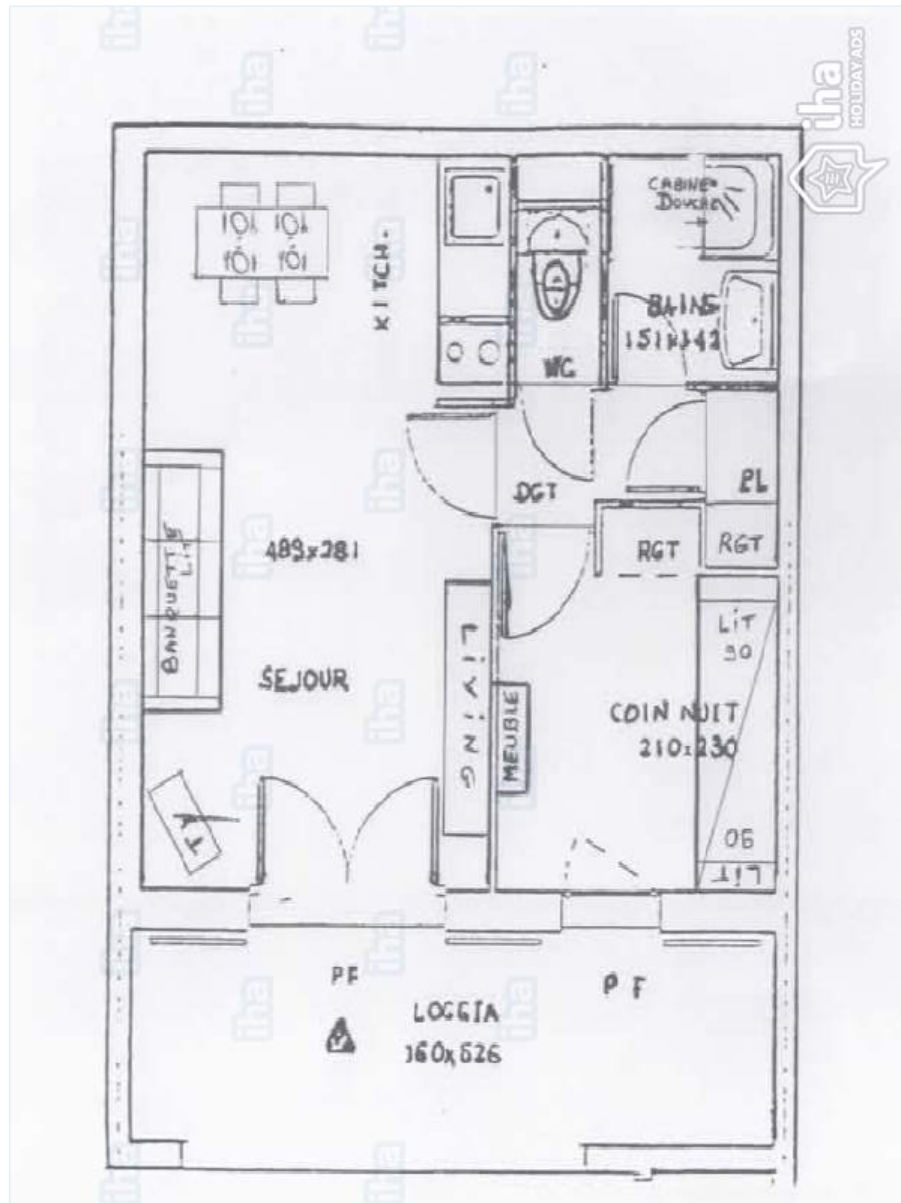 iha
HOLIDAY ADS
CABINE
DOUCHE
KITCH.
BAINS
151x142
WC
DGT
PL
RGT
RGT
BANQUETTE
LIT
489x281
SEJOUR
LIVING
MEUBLE
LIT
90
COIN NUIT
210x230
TV
90
LIT
PF
PF
LOGGIA
160x626